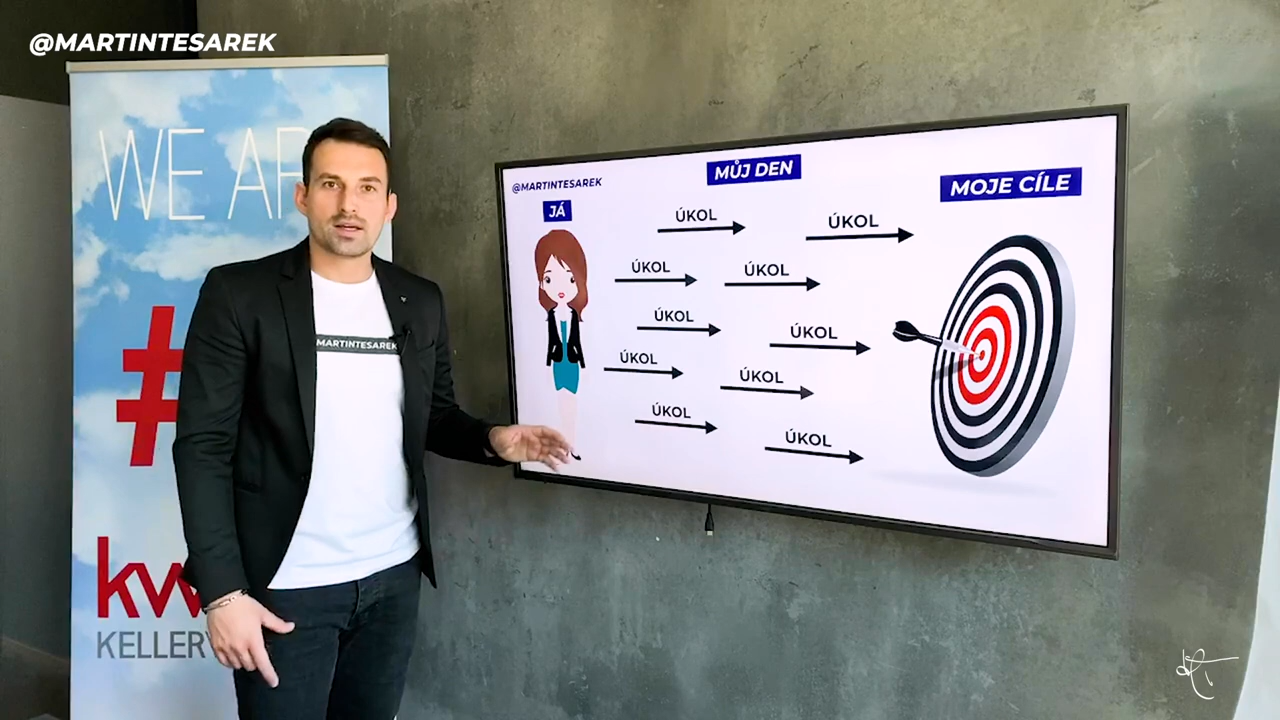 @MARTINTESAREK
WE AR
#
kw
KELLERW
MARTINTESAREK
@MARTINTESAREK
MŮJ DEN
MOJE CÍLE
JÁ
ÚKOL
ÚKOL
ÚKOL
ÚKOL
ÚKOL
ÚKOL
ÚKOL
ÚKOL
ÚKOL
ÚKOL